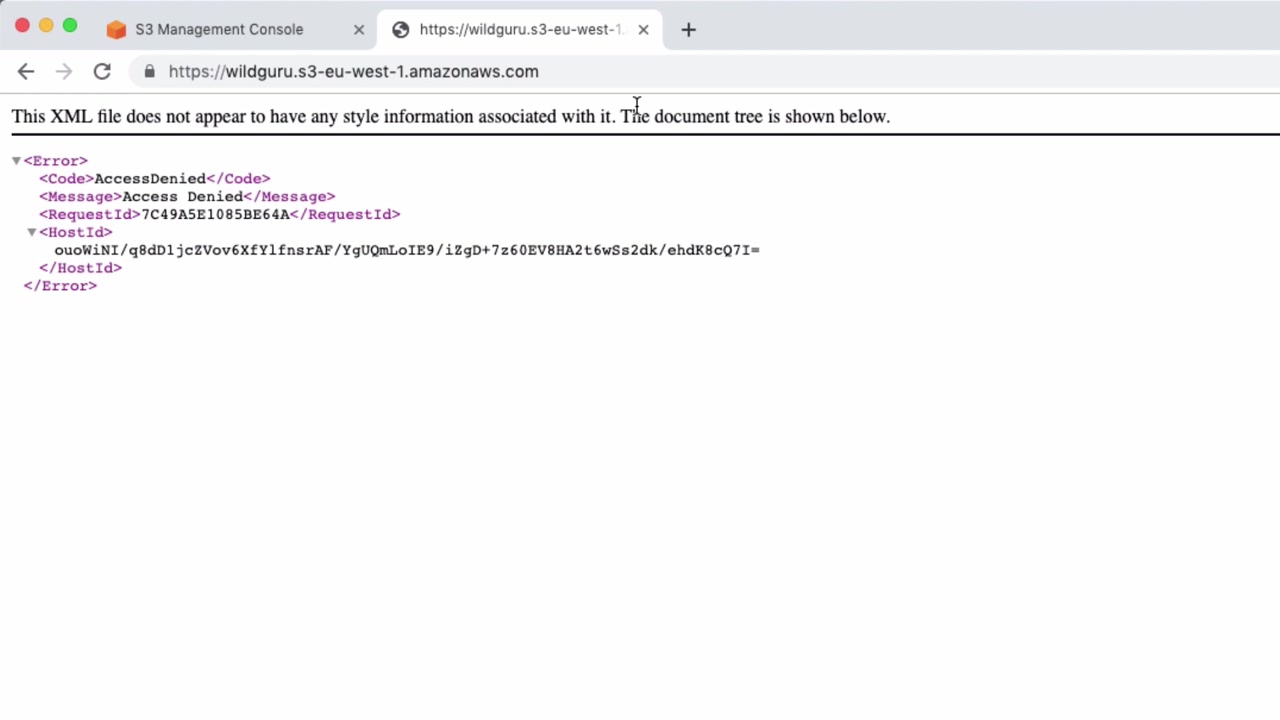 S3 Management Console
https://wildguru.s3-eu-west-1.
https://wildguru.s3-eu-west-1.amazonaws.com
This XML file does not appear to have any style information associated with it. The document tree is shown below.
<Error>
<Code>AccessDenied</Code>
<Message>Access Denied</Message>
<RequestId>7C49A5E1085BE64A</RequestId>
<HostId>
ouoWiNI/q8dD1jcZVov6XfYlfnsrAF/YgUQmLoIE9/iZgD+7z60EV8HA2t6wSs2dk/ehdK8cQ7I=
</HostId>
</Error>